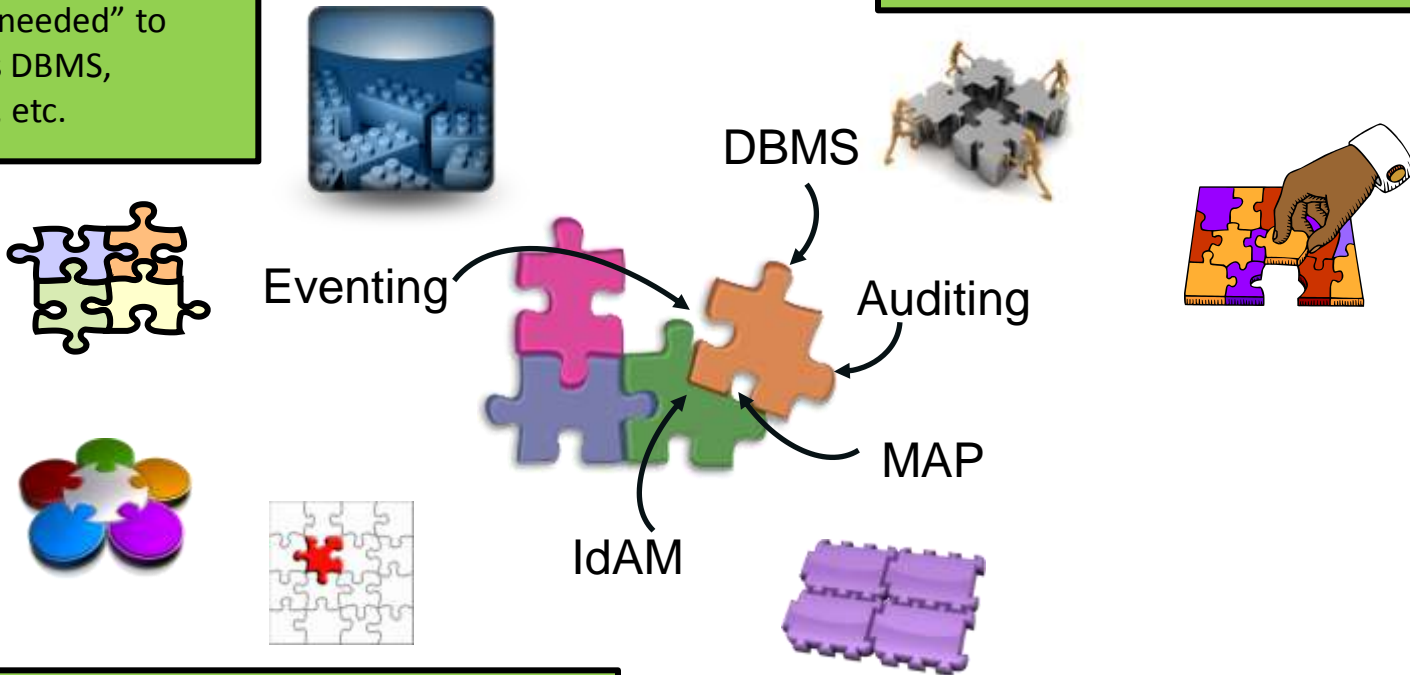 needed” to
DBMS,
etc.
DBMS
Eventing
Auditing
MAP
IdAM